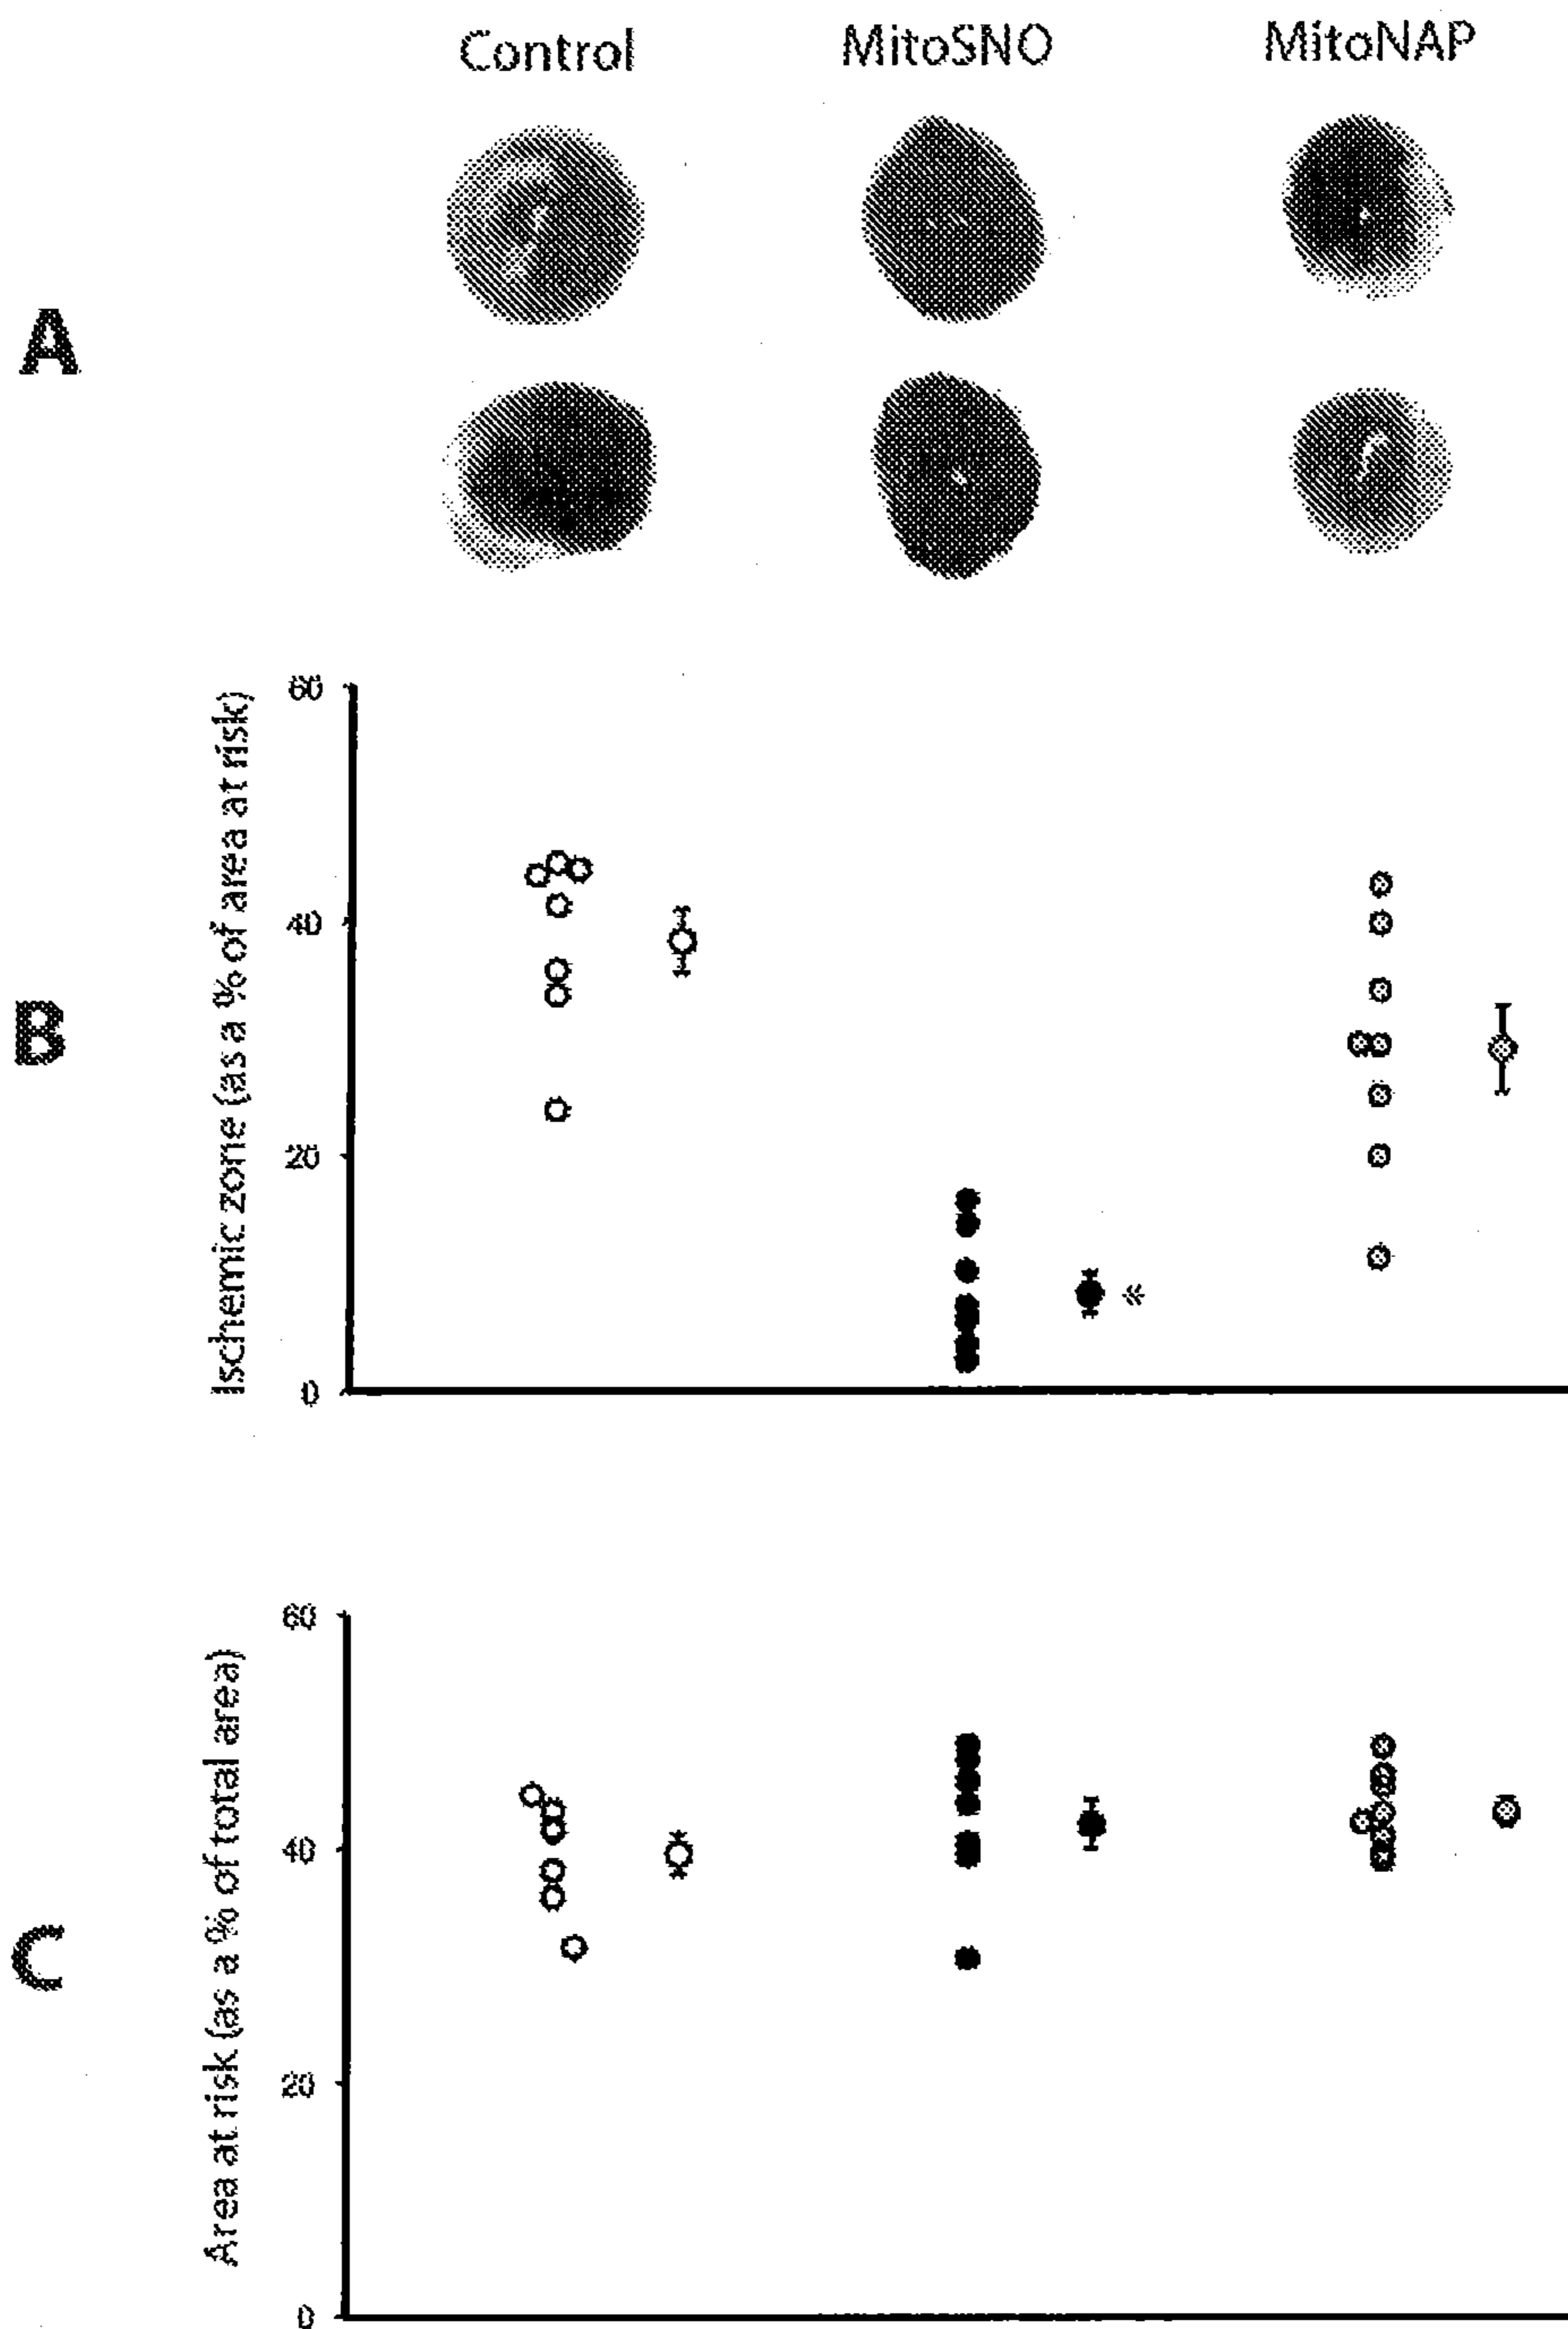 Control MitoSNO MitoNAP
A
B
Ischemic zone (as a % of area at risk)
60
40
20
0
*
C
Area at risk (as a % of total area)
60
40
20
0